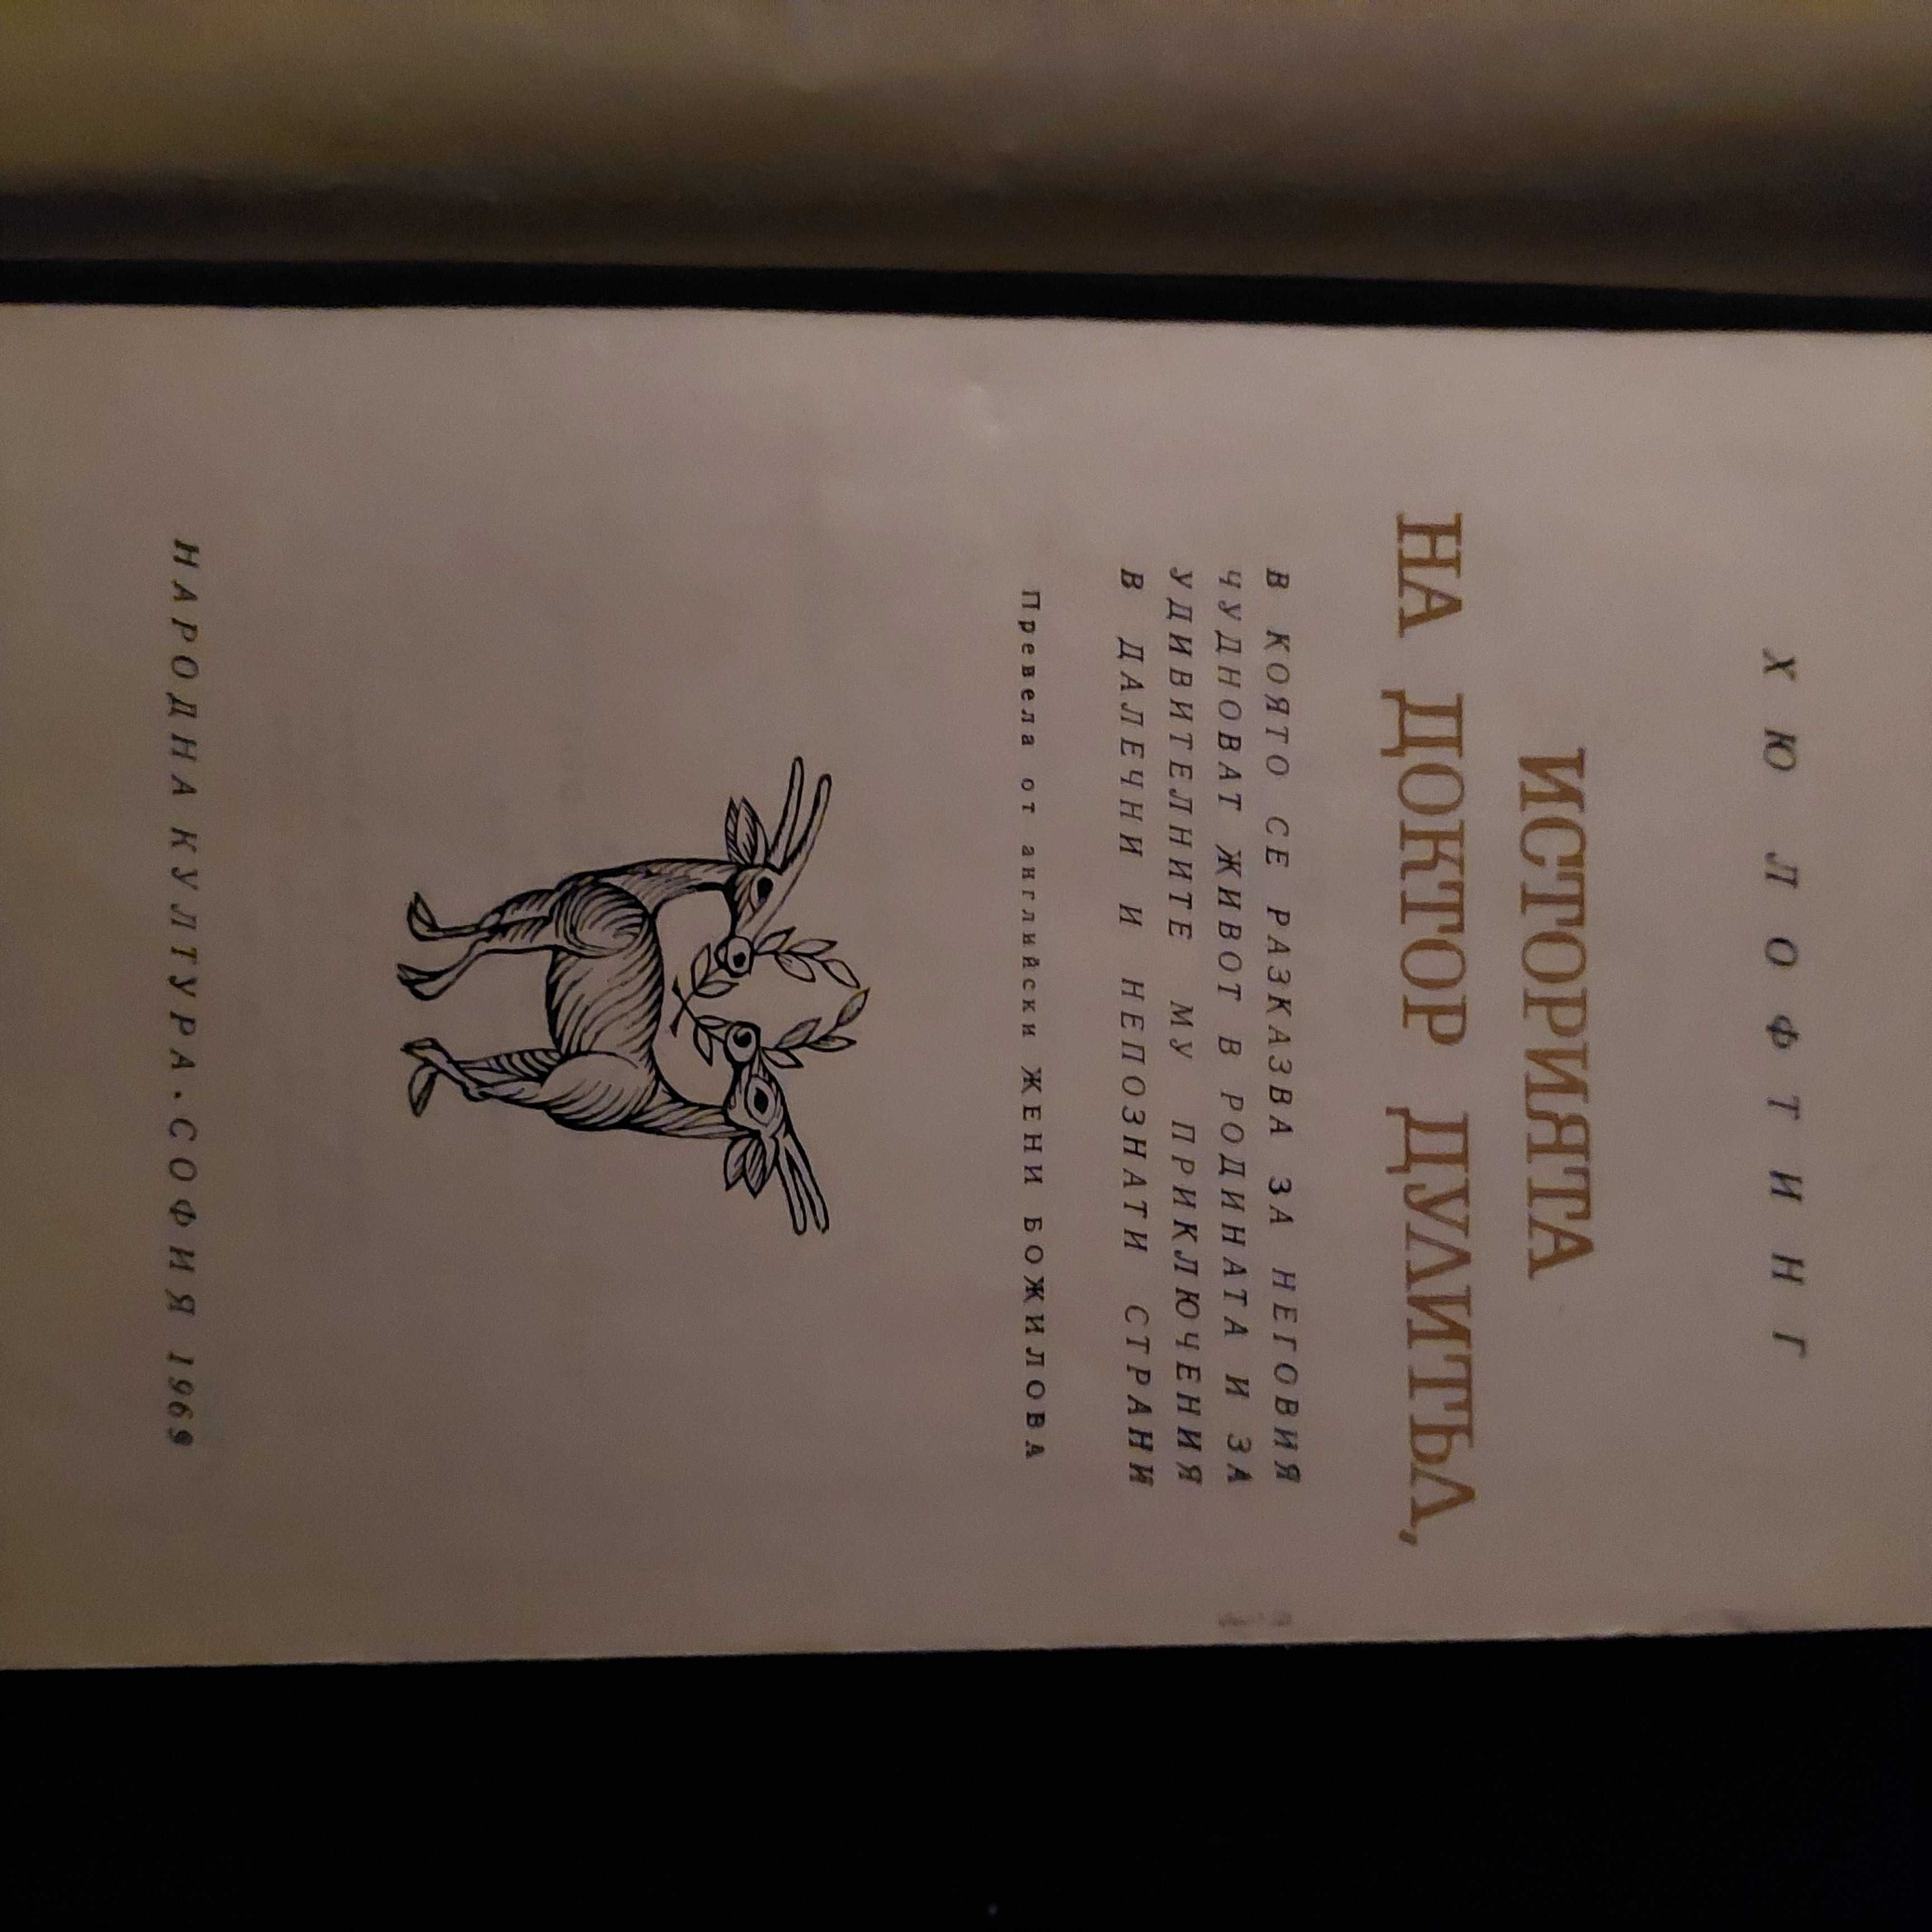 ХЮ ЛОФТИНГ
ИСТОРИЯТА
НА ДОКТОР ДУЛИТЪЛ,
В КОЯТО СЕ РАЗКАЗВА ЗА НЕГОВИЯ
ЧУДНОВАТ ЖИВОТ В РОДИНАТА И ЗА
УДИВИТЕЛНИТЕ МУ ПРИКЛЮЧЕНИЯ
В ДАЛЕЧНИ И НЕПОЗНАТИ СТРАНИ
Превела от английски ЖЕНИ БОЖИЛОВА
НАРОДНА КУЛТУРА · СОФИЯ 1969